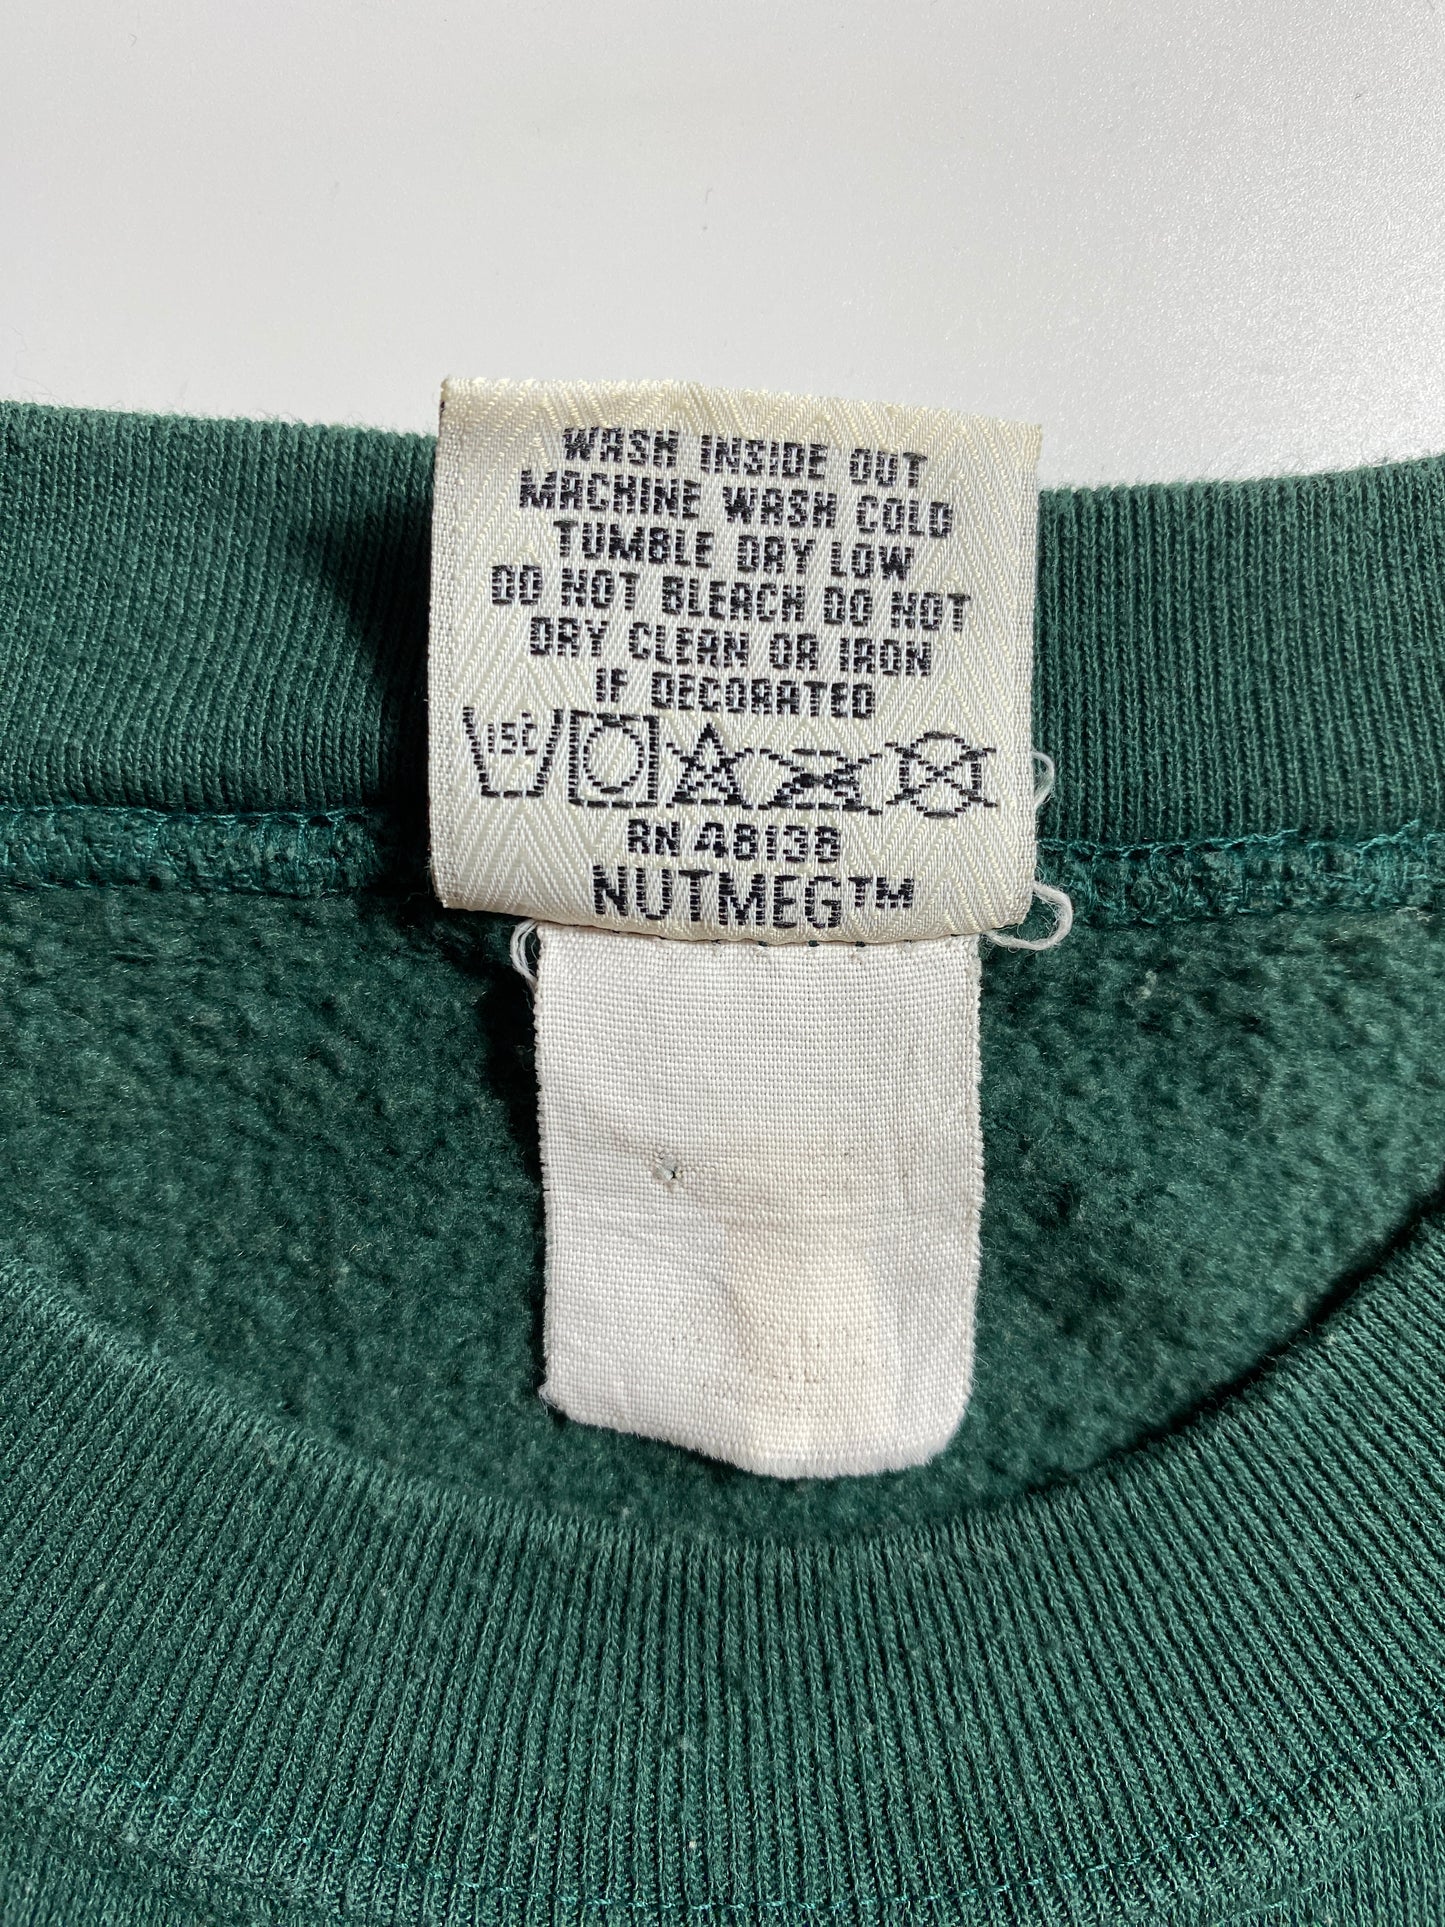 WASH INSIDE OUT
MACHINE WASH COLD
TUMBLE DRY LOW
DO NOT BLEACH DO NOT
DRY CLEAN OR IRON
IF DECORATED
15C
RN 48136
NUTMEG™